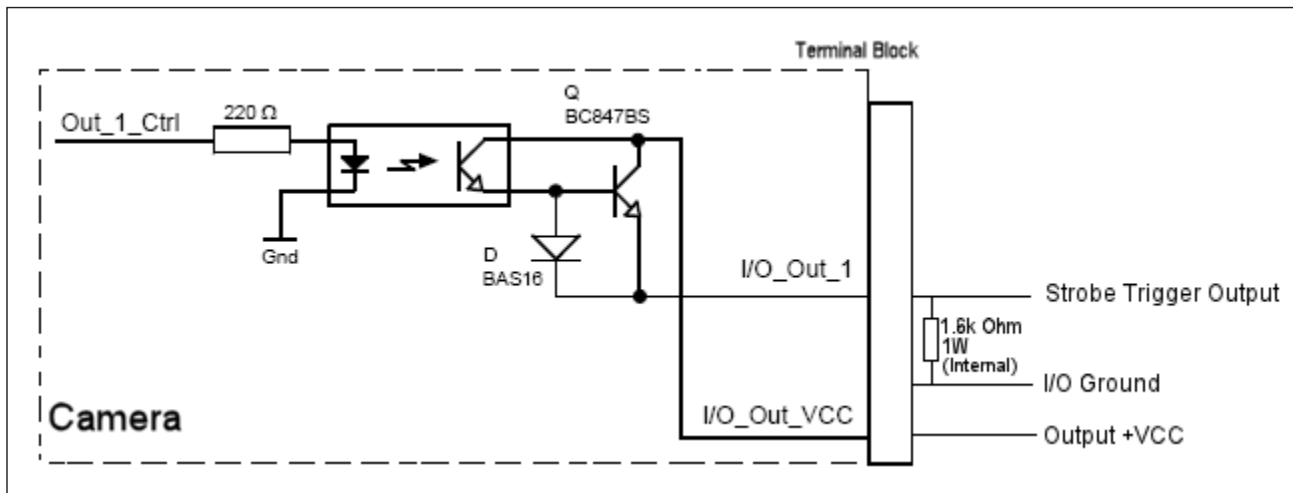 Terminal Block
Out_1_Ctrl
220 Ω
Q
BC847BS
Gnd
D
BAS16
I/O_Out_1
Strobe Trigger Output
1.6k Ohm
1W
(Internal)
I/O Ground
Camera
I/O_Out_VCC
Output +VCC